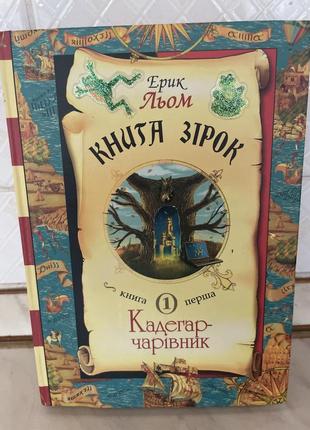 Ерик
Льом
КНИГА ЗІРОК
книга 1 перша
Кадегар-
чарівник